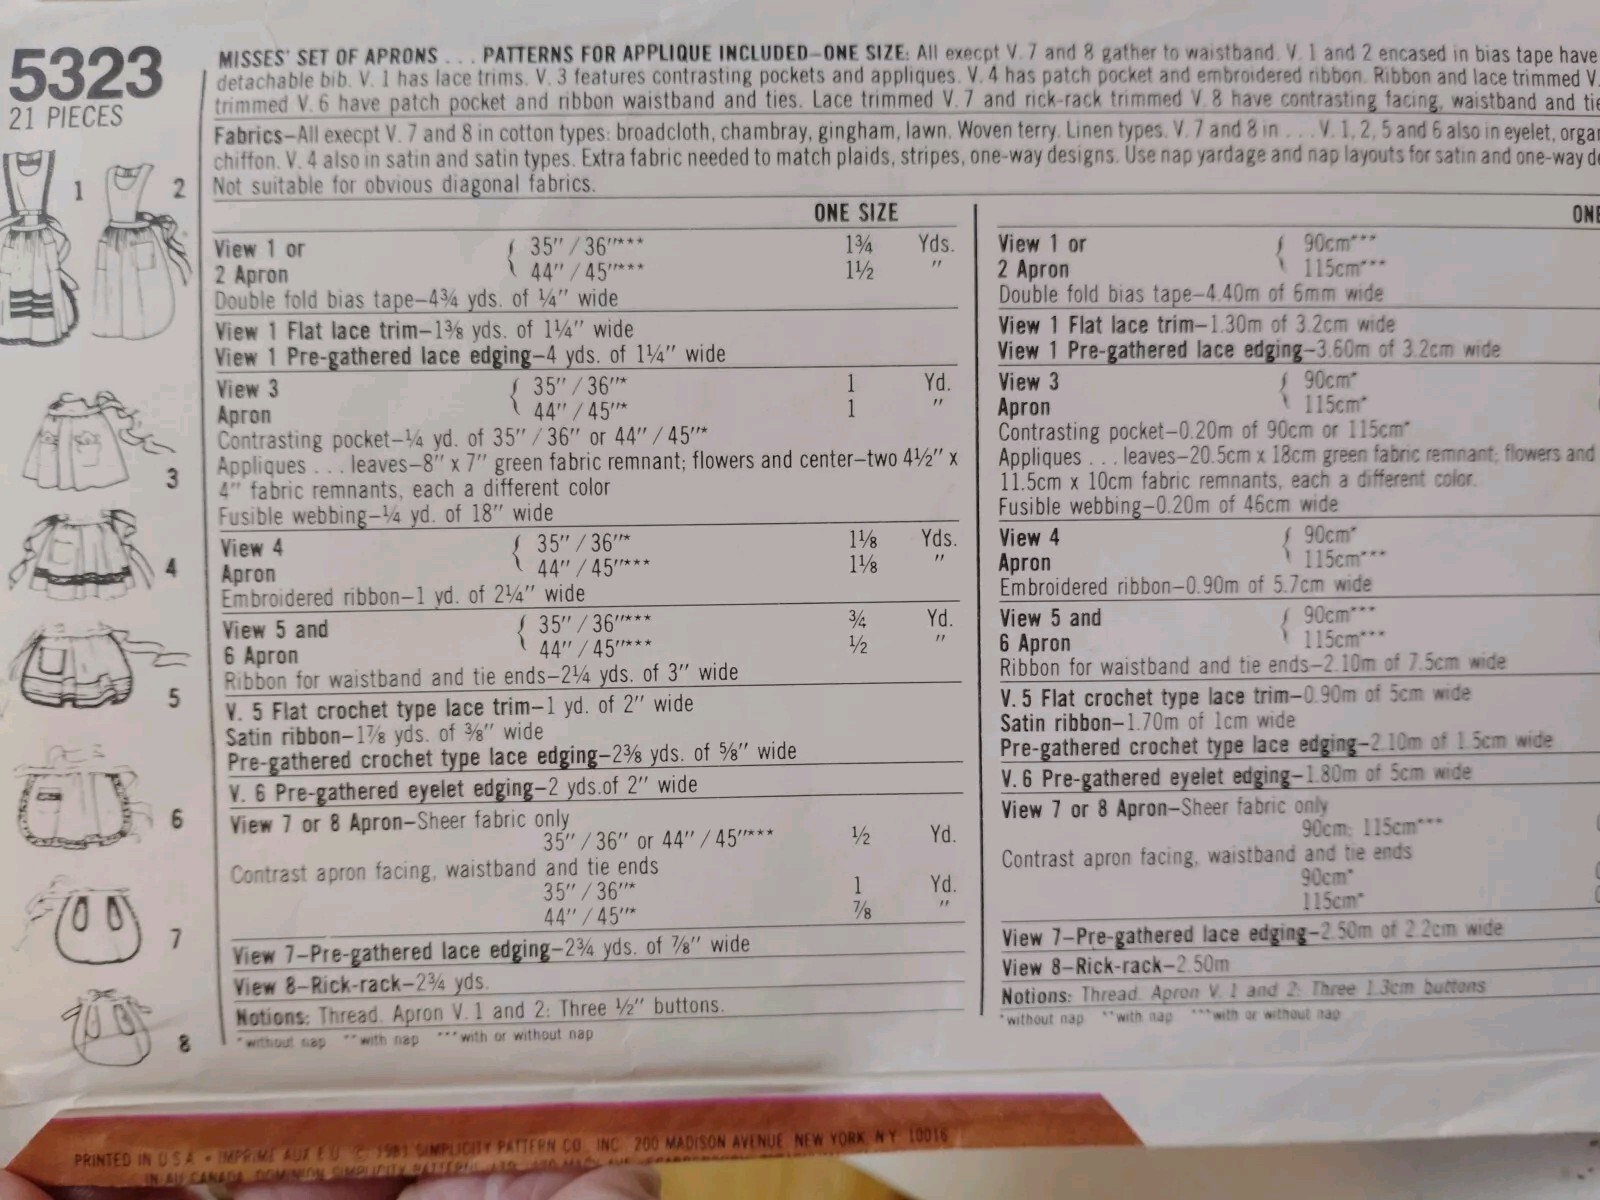 5323
21 PIECES
MISSES' SET OF APRONS . . . PATTERNS FOR APPLIQUE INCLUDED—ONE SIZE: All execpt V. 7 and 8 gather to waistband. V. 1 and 2 encased in bias tape have
detachable bib. V. 1 has lace trims. V. 3 features contrasting pockets and appliques. V. 4 has patch pocket and embroidered ribbon. Ribbon and lace trimmed V.
trimmed V. 6 have patch pocket and ribbon waistband and ties. Lace trimmed V. 7 and rick-rack trimmed V. 8 have contrasting facing, waistband and
Fabrics—All execpt V. 7 and 8 in cotton types: broadcloth, chambray, gingham, lawn. Woven terry. Linen types. V. 7 and 8 in . . . V. 1, 2, 5 and 6 also in eyelet,
chiffon. V. 4 also in satin and satin types. Extra fabric needed to match plaids, stripes, one-way designs. Use nap yardage and nap layouts for satin and one-way
Not suitable for obvious diagonal fabrics.
1
2
3
4
5
6
7
8
ONE SIZE
View 1 or { 35" / 36"*** 1¾ Yds.
2 Apron 44" / 45"*** 1½ "
Double fold bias tape—4¾ yds. of ¼" wide
View 1 Flat lace trim—1⅜ yds. of 1¼" wide
View 1 Pre-gathered lace edging—4 yds. of 1¼" wide
View 3 { 35" / 36"* 1 Yd.
Apron 44" / 45"* 1 "
Contrasting pocket—¼ yd. of 35" / 36" or 44" / 45"*
Appliques . . . leaves—8" x 7" green fabric remnant; flowers and center—two 4½" x
4" fabric remnants, each a different color
Fusible webbing—¼ yd. of 18" wide
View 4 { 35" / 36"* 1⅛ Yds.
Apron 44" / 45"*** 1⅛ "
Embroidered ribbon—1 yd. of 2¼" wide
View 5 and { 35" / 36"*** ¾ Yd.
6 Apron 44" / 45"*** ½ "
Ribbon for waistband and tie ends—2¼ yds. of 3" wide
V. 5 Flat crochet type lace trim—1 yd. of 2" wide
Satin ribbon—1⅞ yds. of ⅜" wide
Pre-gathered crochet type lace edging—2⅜ yds. of ⅝" wide
V. 6 Pre-gathered eyelet edging—2 yds.of 2" wide
View 7 or 8 Apron—Sheer fabric only
35" / 36" or 44" / 45"*** ½ Yd.
Contrast apron facing, waistband and tie ends
35" / 36"* 1 Yd.
44" / 45"* ⅞ "
View 7—Pre-gathered lace edging—2¾ yds. of ⅞" wide
View 8—Rick-rack—2¾ yds.
Notions: Thread. Apron V. 1 and 2: Three ½" buttons.
*without nap **with nap ***with or without nap
ONE
View 1 or { 90cm***
2 Apron 115cm***
Double fold bias tape—4.40m of 6mm wide
View 1 Flat lace trim—1.30m of 3.2cm wide
View 1 Pre-gathered lace edging—3.60m of 3.2cm wide
View 3 { 90cm*
Apron 115cm*
Contrasting pocket—0.20m of 90cm or 115cm*
Appliques . . . leaves—20.5cm x 18cm green fabric remnant; flowers and
11.5cm x 10cm fabric remnants, each a different color.
Fusible webbing—0.20m of 46cm wide
View 4 { 90cm*
Apron 115cm***
Embroidered ribbon—0.90m of 5.7cm wide
View 5 and { 90cm***
6 Apron 115cm***
Ribbon for waistband and tie ends—2.10m of 7.5cm wide
V. 5 Flat crochet type lace trim—0.90m of 5cm wide
Satin ribbon—1.70m of 1cm wide
Pre-gathered crochet type lace edging—2.10m of 1.5cm wide
V. 6 Pre-gathered eyelet edging—1.80m of 5cm wide
View 7 or 8 Apron—Sheer fabric only
90cm; 115cm***
Contrast apron facing, waistband and tie ends
90cm*
115cm*
View 7—Pre-gathered lace edging—2.50m of 2.2cm wide
View 8—Rick-rack—2.50m
Notions: Thread. Apron V. 1 and 2: Three 1.3cm buttons
*without nap **with nap ***with or without nap
PRINTED IN U S A • IMPRIMÉ AUX E U © 1981 SIMPLICITY PATTERN CO. INC. 200 MADISON AVENUE NEW YORK N Y 10016
IN AU CANADA, DOMINION SIMPLICITY PATTERNS LTD.